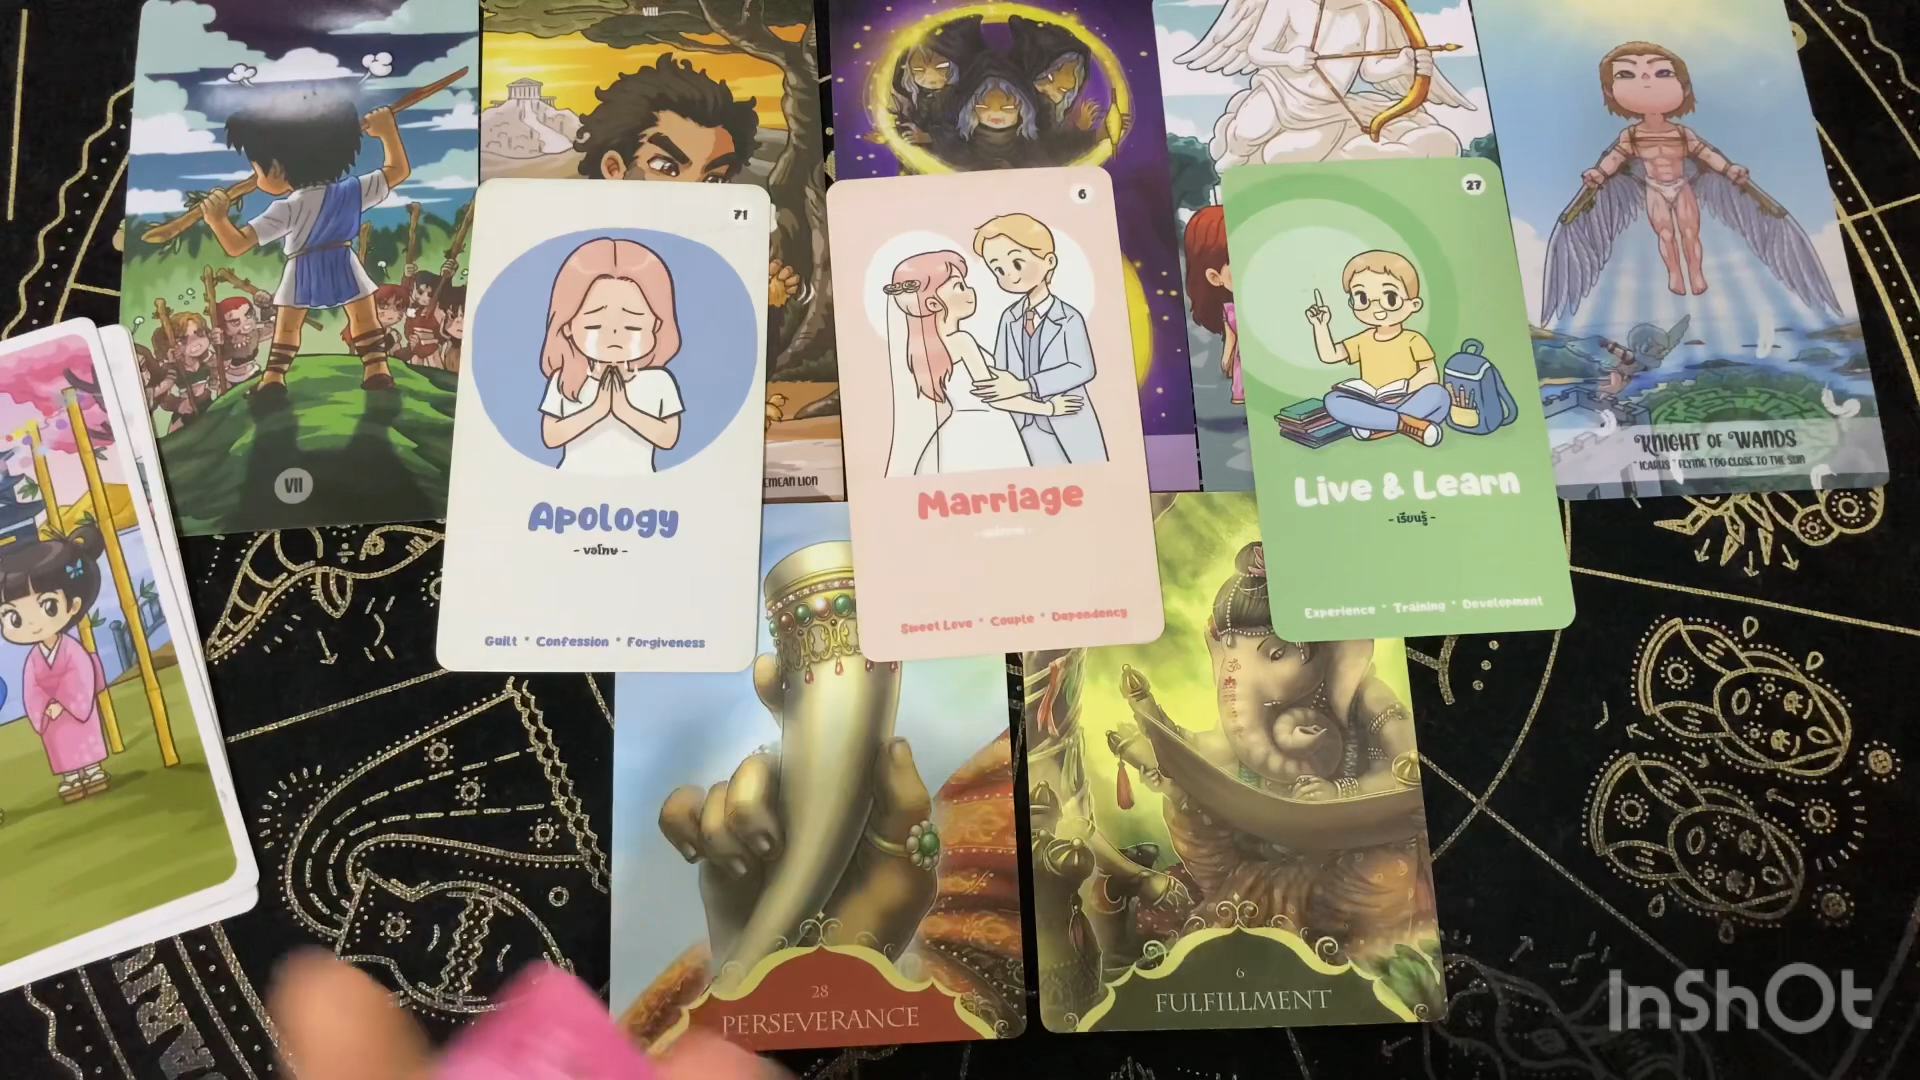 VIII
VII
EMEAN LION
KNIGHT OF WANDS
"ICARUS" FLYING TOO CLOSE TO THE SUN
71
Apology
- ขอโทษ -
Guilt * Confession * Forgiveness
6
Marriage
Sweet Love * Couple * Dependency
27
Live & Learn
- เรียนรู้ -
Experience * Training * Development
28
PERSEVERANCE
6
FULFILLMENT
InShOt